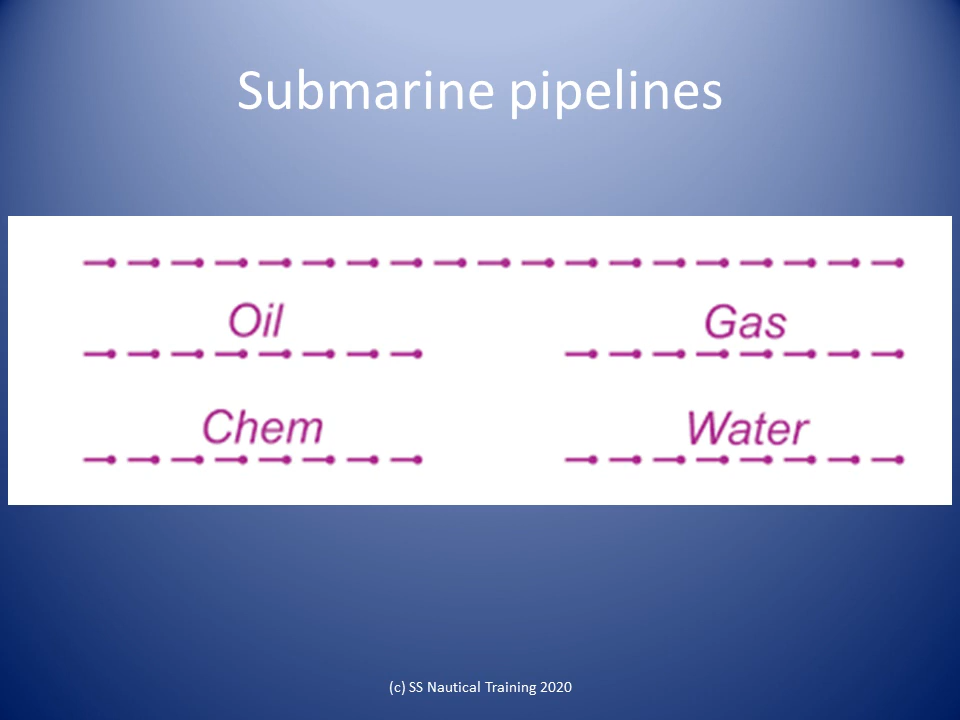 Submarine pipelines
Oil Gas
Chem Water
(c) SS Nautical Training 2020